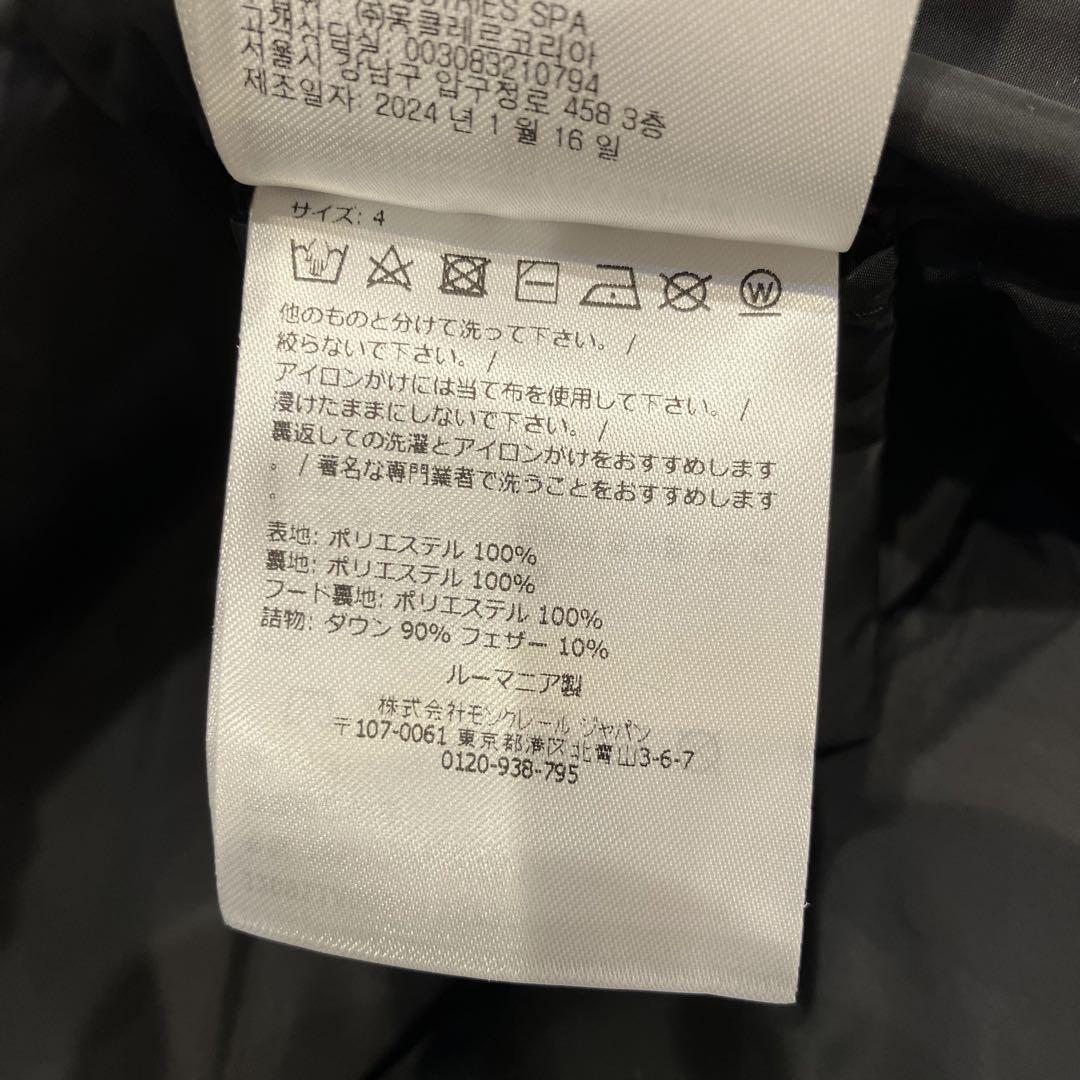 SPA
: (주)몽클레르코리아
고객상담실: 003083210794
서울시 강남구 압구정로 458 3층
제조일자: 2024 년 1 월 16 일
サイズ: 4
W
他のものと分けて洗って下さい。 /
絞らないで下さい。 /
アイロンがけには当て布を使用して下さい。 /
浸けたままにしないで下さい。 /
裏返しての洗濯とアイロンがけをおすすめします
。 / 著名な専門業者で洗うことをおすすめします
。
表地: ポリエステル 100%
裏地: ポリエステル 100%
フード裏地: ポリエステル 100%
詰物: ダウン 90% フェザー 10%
ルーマニア製
株式会社モンクレール ジャパン
〒107-0061 東京都港区北青山3-6-7
0120-938-795